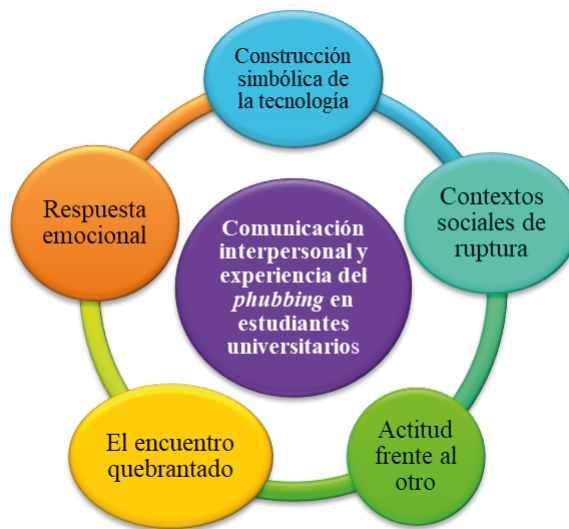 Construcción
simbólica de
la tecnología
Contextos
sociales de
ruptura
Actitud
frente al
otro
El encuentro
quebrantado
Respuesta
emocional
Comunicación
interpersonal y
experiencia del
phubbing en
estudiantes
universitarios